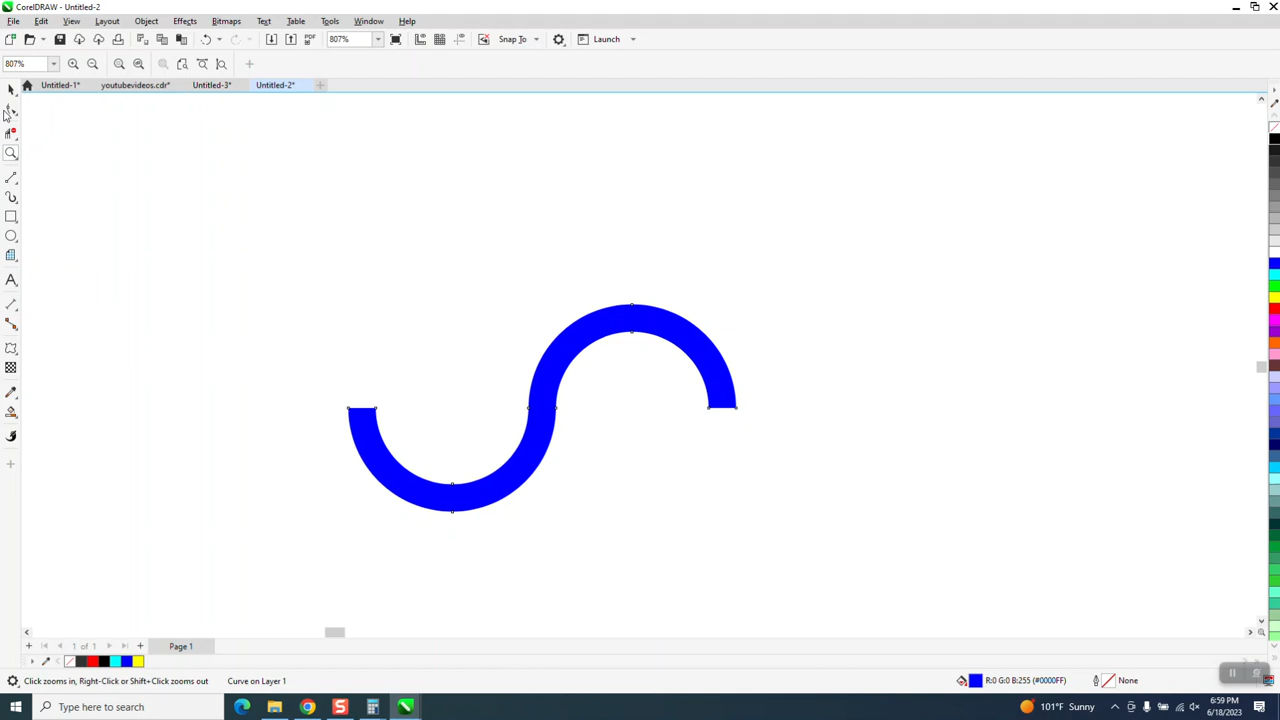 CorelDRAW - Untitled-2
File Edit View Layout Object Effects Bitmaps Text Table Tools Window Help
PDF 807% Snap To Launch
807%
Untitled-1* youtubevideos.cdr* Untitled-3* Untitled-2*
1 of 1 Page 1
Click zooms in, Right-Click or Shift+Click zooms out Curve on Layer 1 R:0 G:0 B:255 (#0000FF) None
Type here to search 101°F Sunny 6:59 PM
6/18/2023